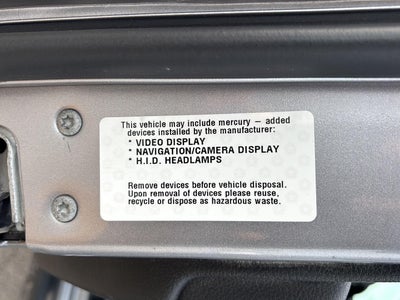 This vehicle may include mercury – added
devices installed by the manufacturer:
* VIDEO DISPLAY
* NAVIGATION/CAMERA DISPLAY
* H.I.D. HEADLAMPS
Remove devices before vehicle disposal.
Upon removal of devices please reuse,
recycle or dispose as hazardous waste.